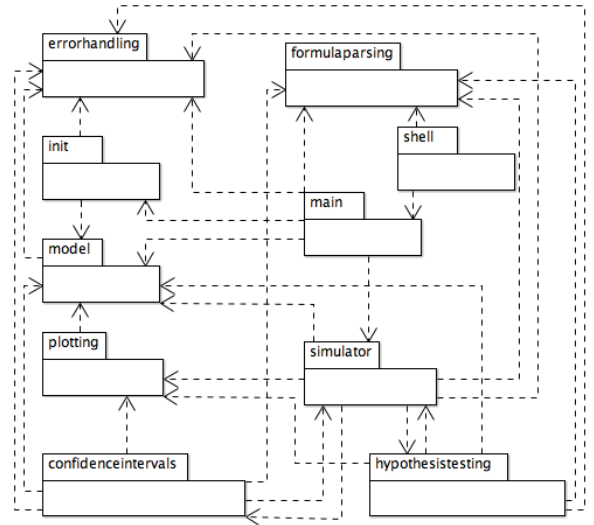 errorhandling
formulaparsing
shell
init
main
model
plotting
simulator
confidenceintervals
hypothesistesting